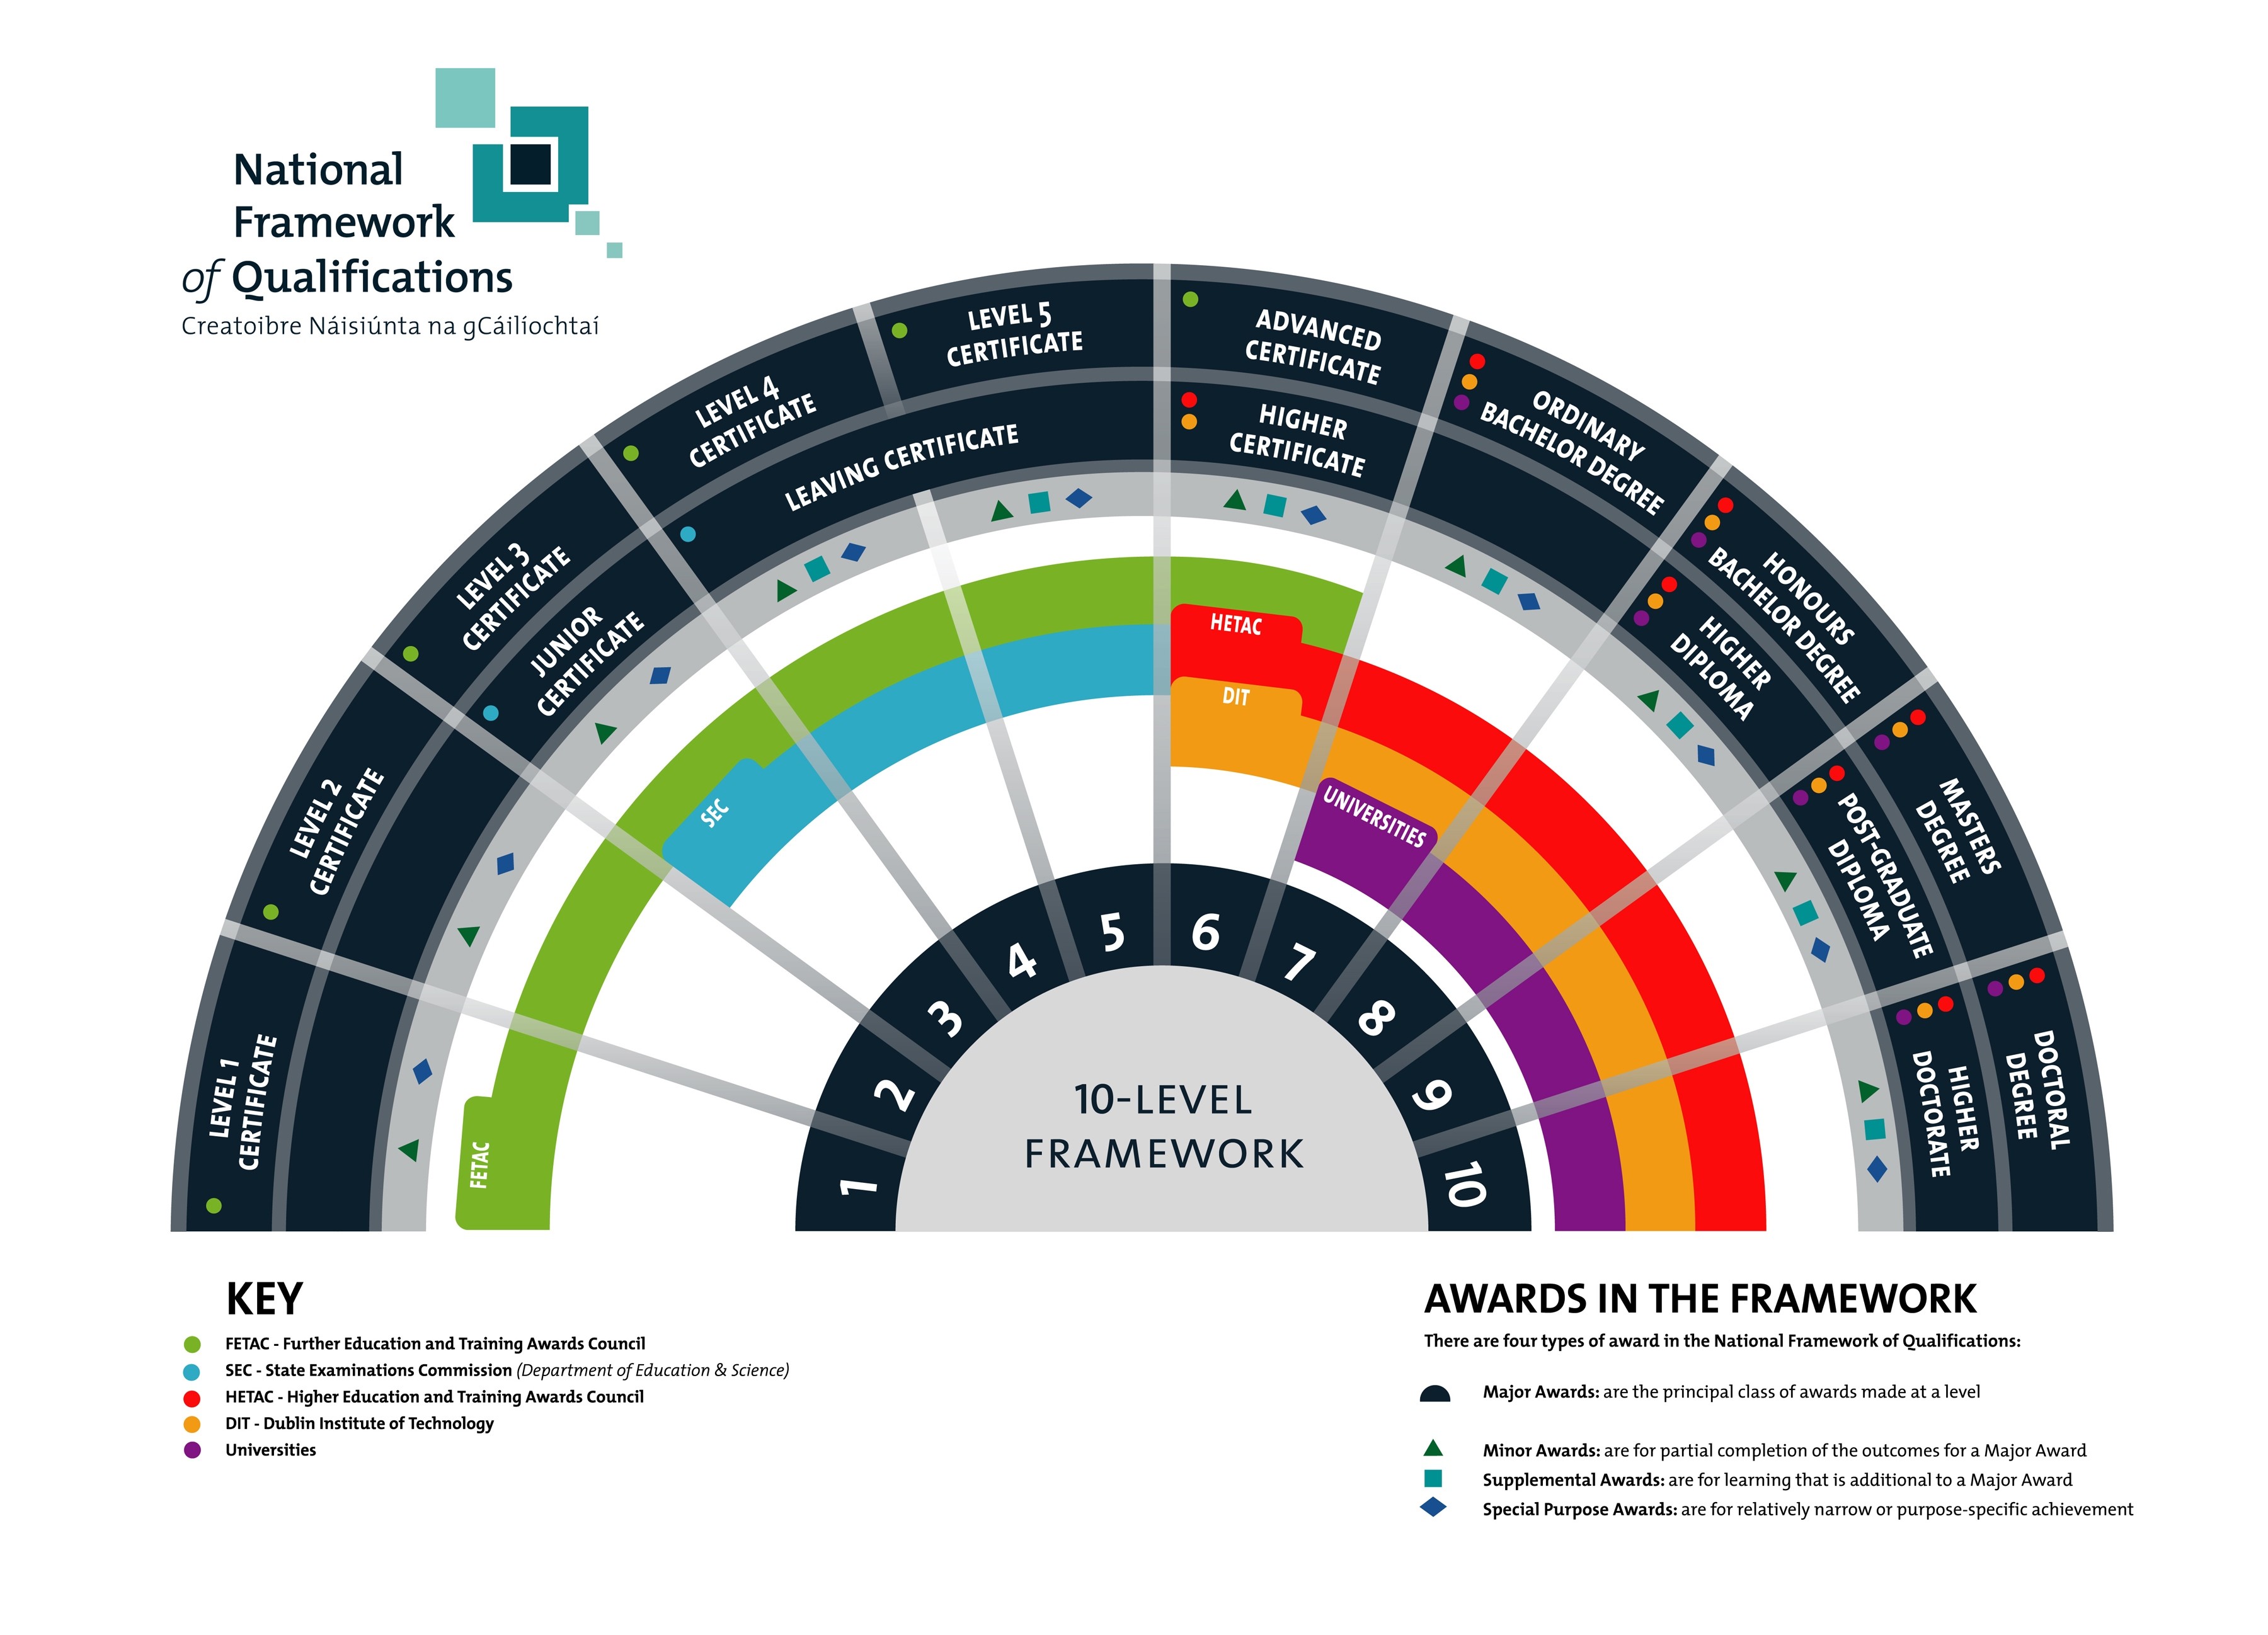 National
Framework
of Qualifications
Creatoibre Náisiúnta na gCáilíochtaí
LEVEL 1
CERTIFICATE
LEVEL 2
CERTIFICATE
LEVEL 3
CERTIFICATE
LEVEL 4
CERTIFICATE
LEVEL 5
CERTIFICATE
ADVANCED
CERTIFICATE
ORDINARY
BACHELOR DEGREE
HONOURS
BACHELOR DEGREE
MASTERS
DEGREE
DOCTORAL
DEGREE
JUNIOR
CERTIFICATE
LEAVING CERTIFICATE
HIGHER
CERTIFICATE
HIGHER
DIPLOMA
POST-GRADUATE
DIPLOMA
HIGHER
DOCTORATE
FETAC
SEC
HETAC
DIT
UNIVERSITIES
1
2
3
4
5
6
7
8
9
10
10-LEVEL
FRAMEWORK
KEY
FETAC - Further Education and Training Awards Council
SEC - State Examinations Commission (Department of Education & Science)
HETAC - Higher Education and Training Awards Council
DIT - Dublin Institute of Technology
Universities
AWARDS IN THE FRAMEWORK
There are four types of award in the National Framework of Qualifications:
Major Awards: are the principal class of awards made at a level
Minor Awards: are for partial completion of the outcomes for a Major Award
Supplemental Awards: are for learning that is additional to a Major Award
Special Purpose Awards: are for relatively narrow or purpose-specific achievement